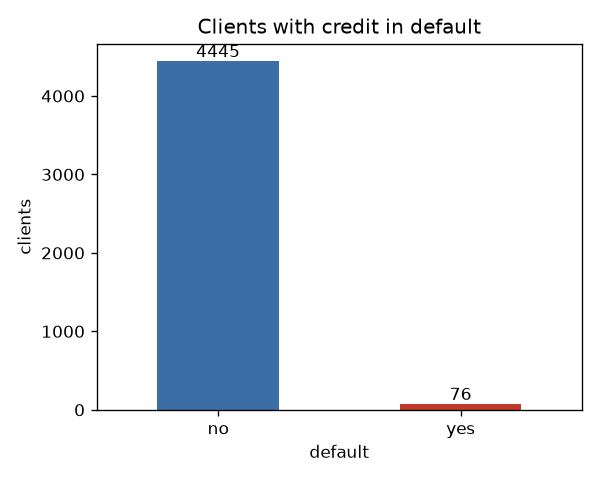 Clients with credit in default
4445
4000
3000
2000
1000
0
clients
76
no
yes
default